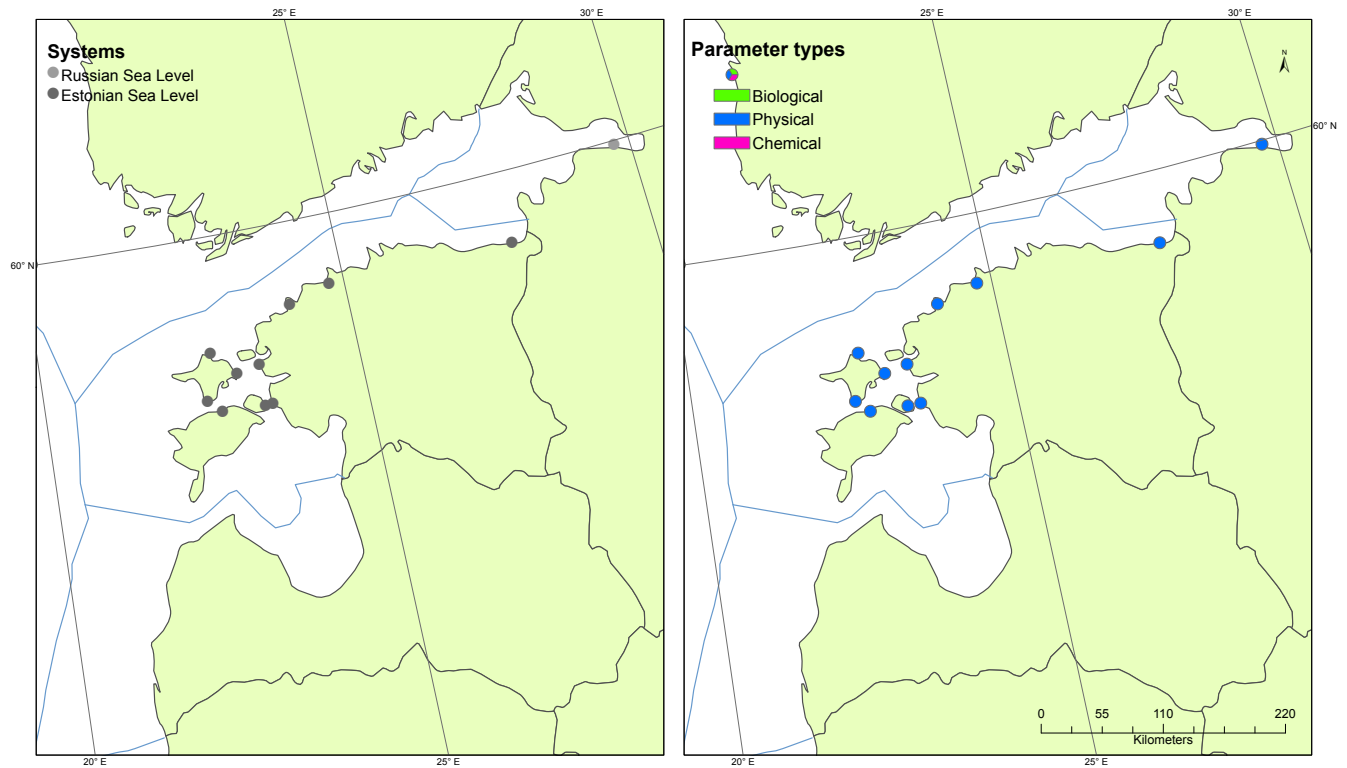 25° E
30° E
Systems
Russian Sea Level
Estonian Sea Level
60° N
20° E
25° E
25° E
30° E
Parameter types
N
Biological
Physical
Chemical
60° N
0 55 110 220
Kilometers
20° E
25° E